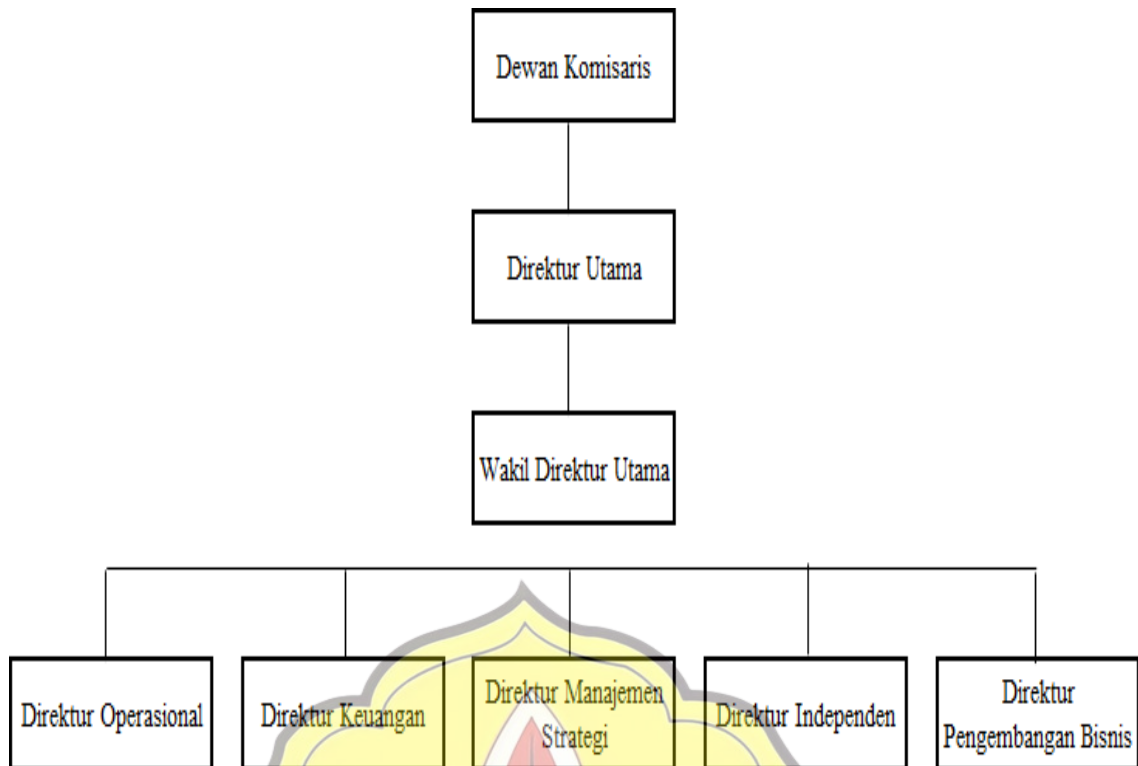 Dewan Komisaris
Direktur Utama
Wakil Direktur Utama
Direktur Operasional
Direktur Keuangan
Direktur Manajemen
Strategi
Direktur Independen
Direktur
Pengembangan Bisnis